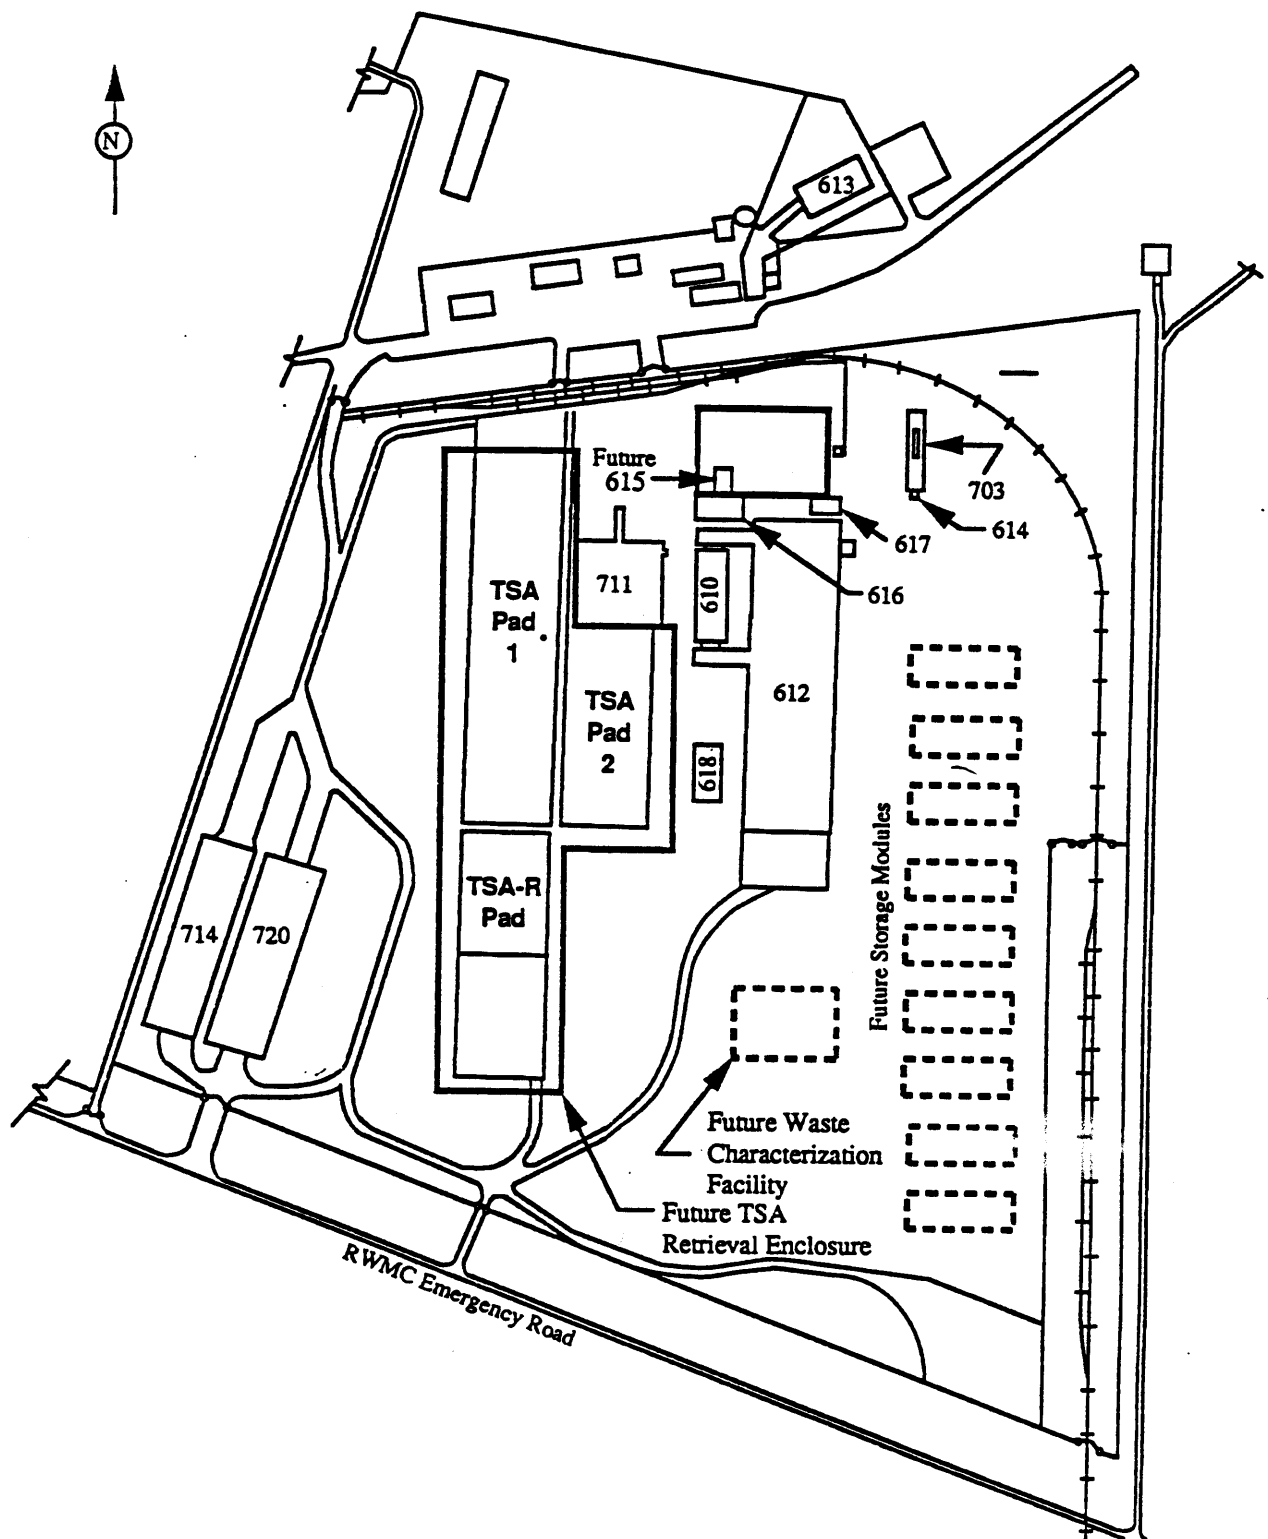 N
613
Future
615
703
614
617
616
TSA
Pad
1
711
610
TSA
Pad
2
612
618
Future Storage Modules
TSA-R
Pad
714
720
Future Waste
Characterization
Facility
Future TSA
Retrieval Enclosure
RWMC Emergency Road